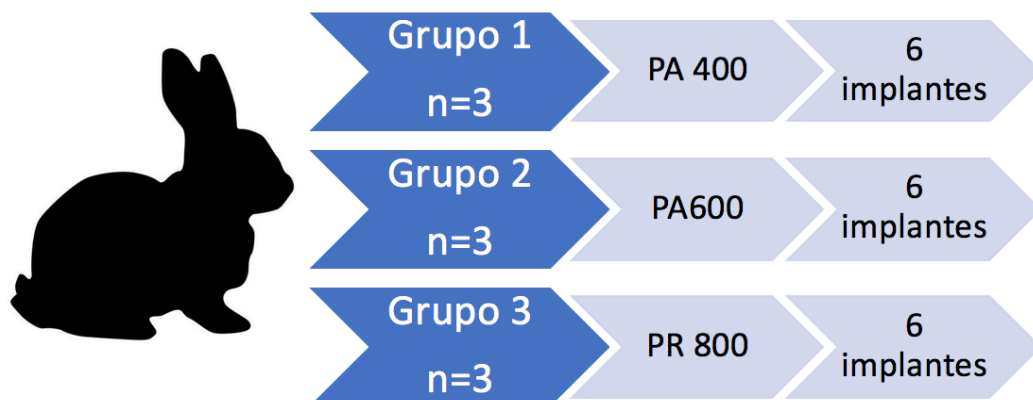 Grupo 1
n=3
PA 400
6
implantes
Grupo 2
n=3
PA600
6
implantes
Grupo 3
n=3
PR 800
6
implantes